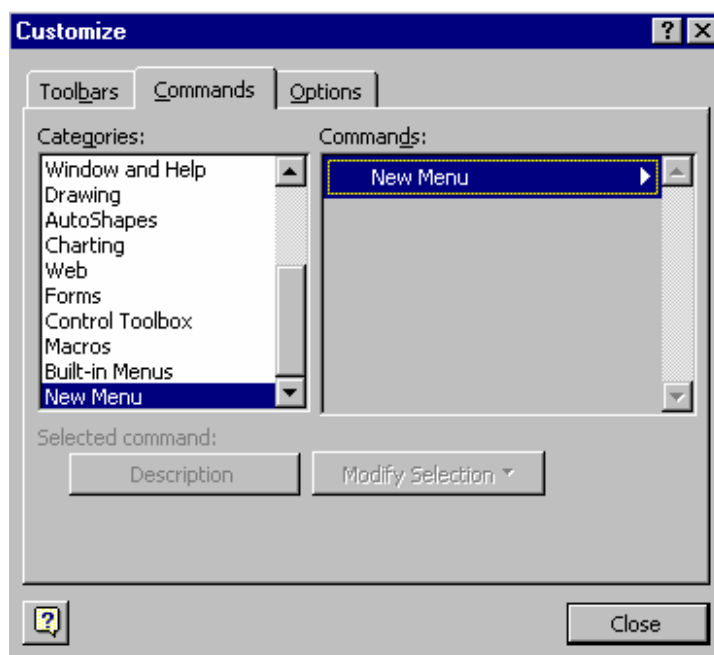 Customize
Toolbars Commands Options
Categories: Commands:
Window and Help
Drawing
AutoShapes
Charting
Web
Forms
Control Toolbox
Macros
Built-in Menus
New Menu
New Menu
Selected command:
Description Modify Selection
Close